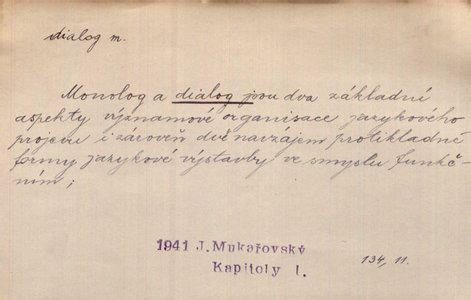 dialog m.
Monolog a dialog jsou dva základní
aspekty významové organisace jazykového
projevu i zároveň dvě navzájem protikladné
formy jazykové výstavby ve smyslu funkč-
ním;
1941 J. Mukařovský
Kapitoly I.
134, 11.